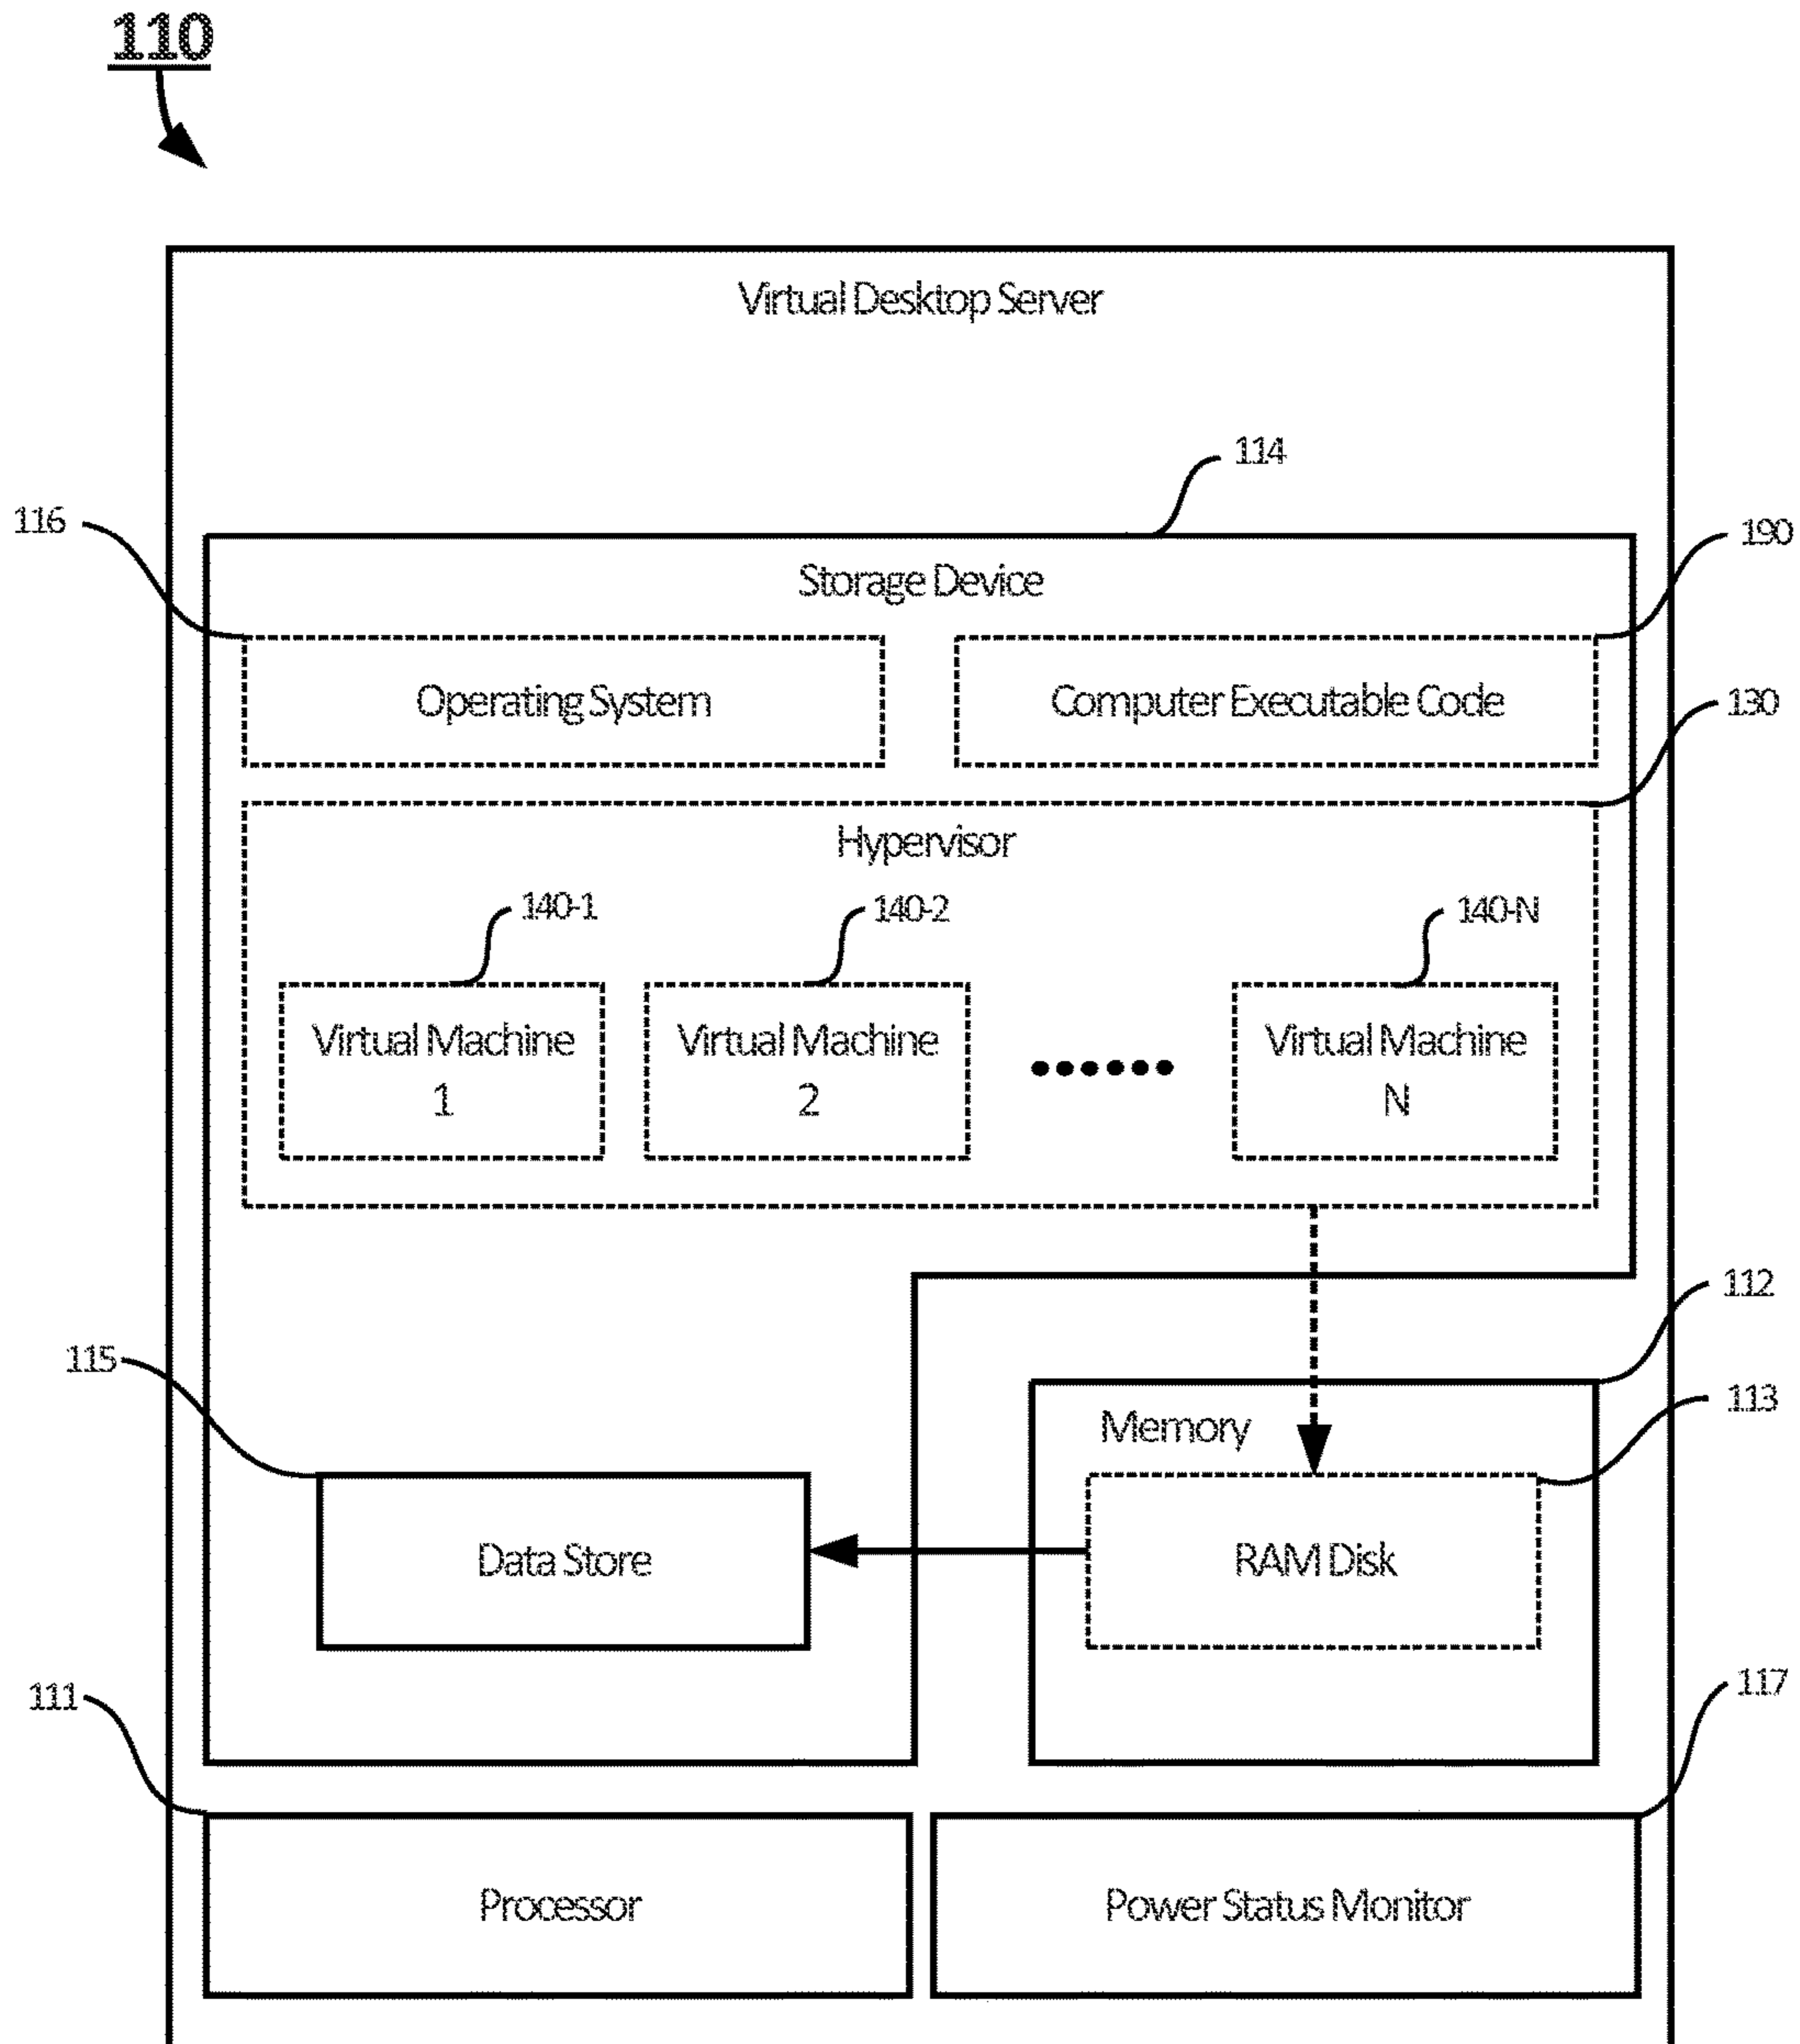 110
Virtual Desktop Server
114
116
190
Storage Device
Operating System
Computer Executable Code
130
Hypervisor
140-1
140-2
140-N
Virtual Machine
1
Virtual Machine
2
Virtual Machine
N
112
115
113
Memory
Data Store
RAM Disk
111
117
Processor
Power Status Monitor